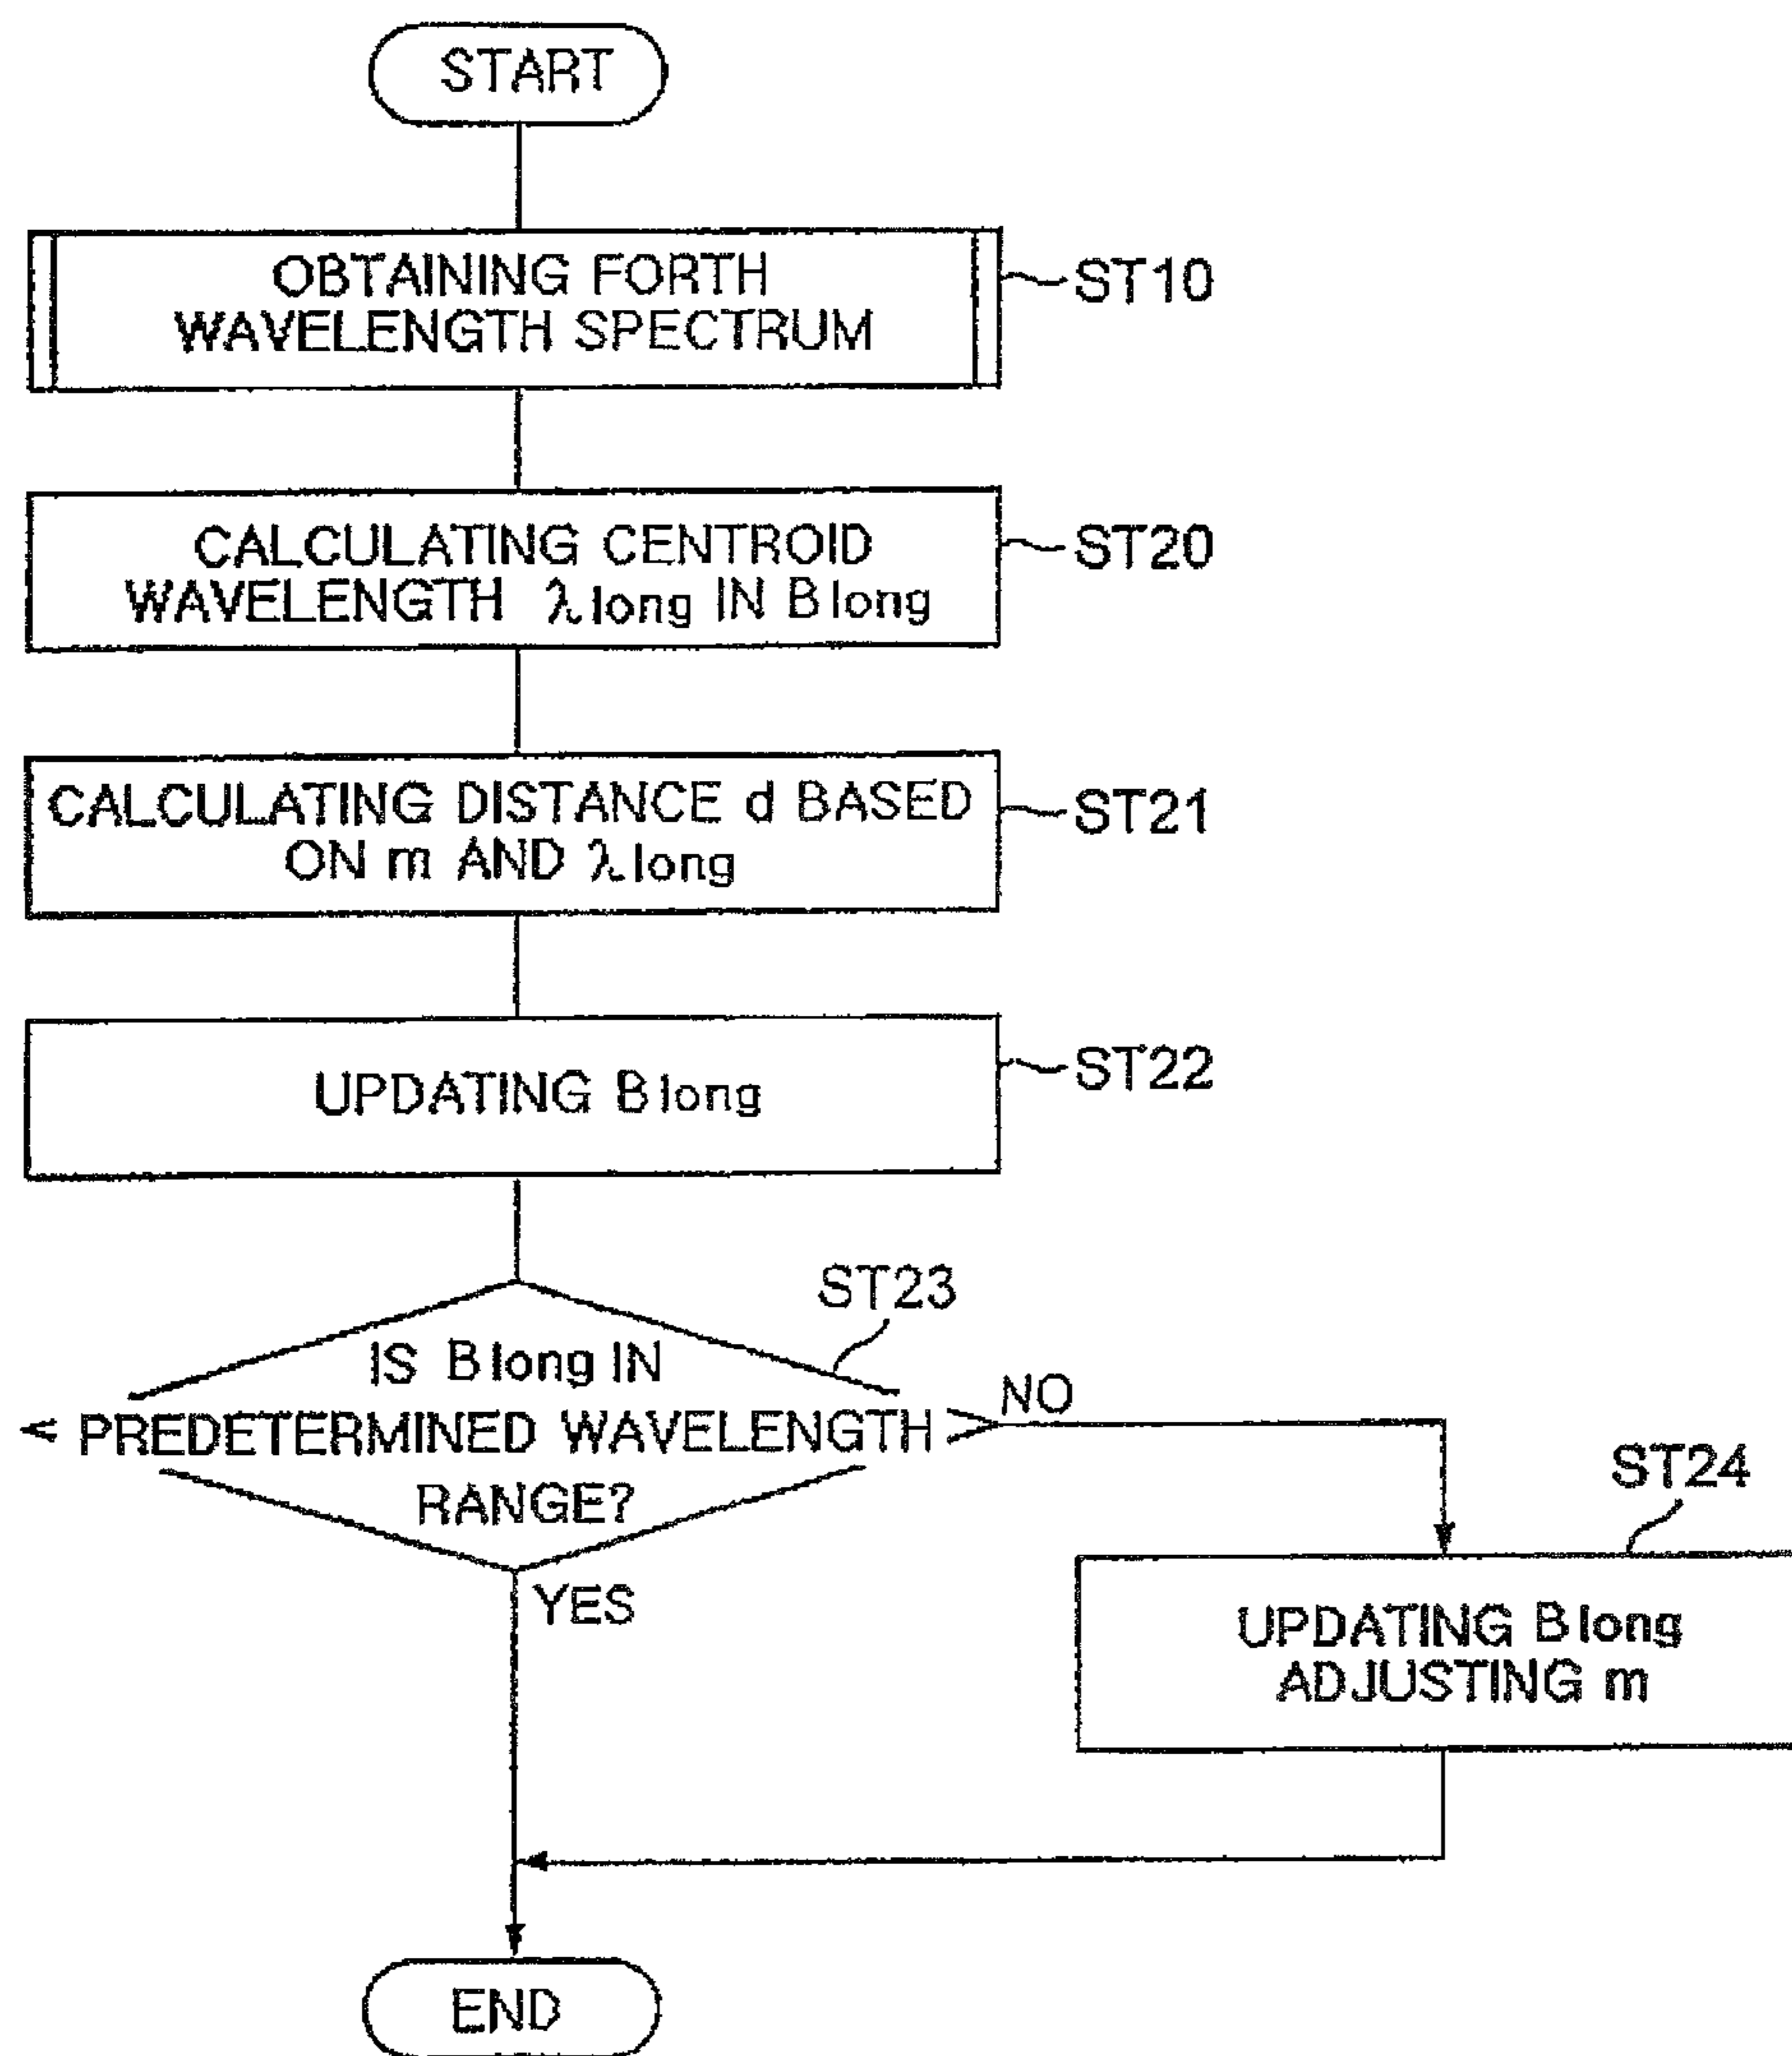 START
OBTAINING FORTH
WAVELENGTH SPECTRUM
ST10
CALCULATING CENTROID
WAVELENGTH λlong IN Blong
ST20
CALCULATING DISTANCE d BASED
ON m AND λlong
ST21
UPDATING Blong
ST22
ST23
IS Blong IN
PREDETERMINED WAVELENGTH
RANGE?
NO
YES
ST24
UPDATING Blong
ADJUSTING m
END